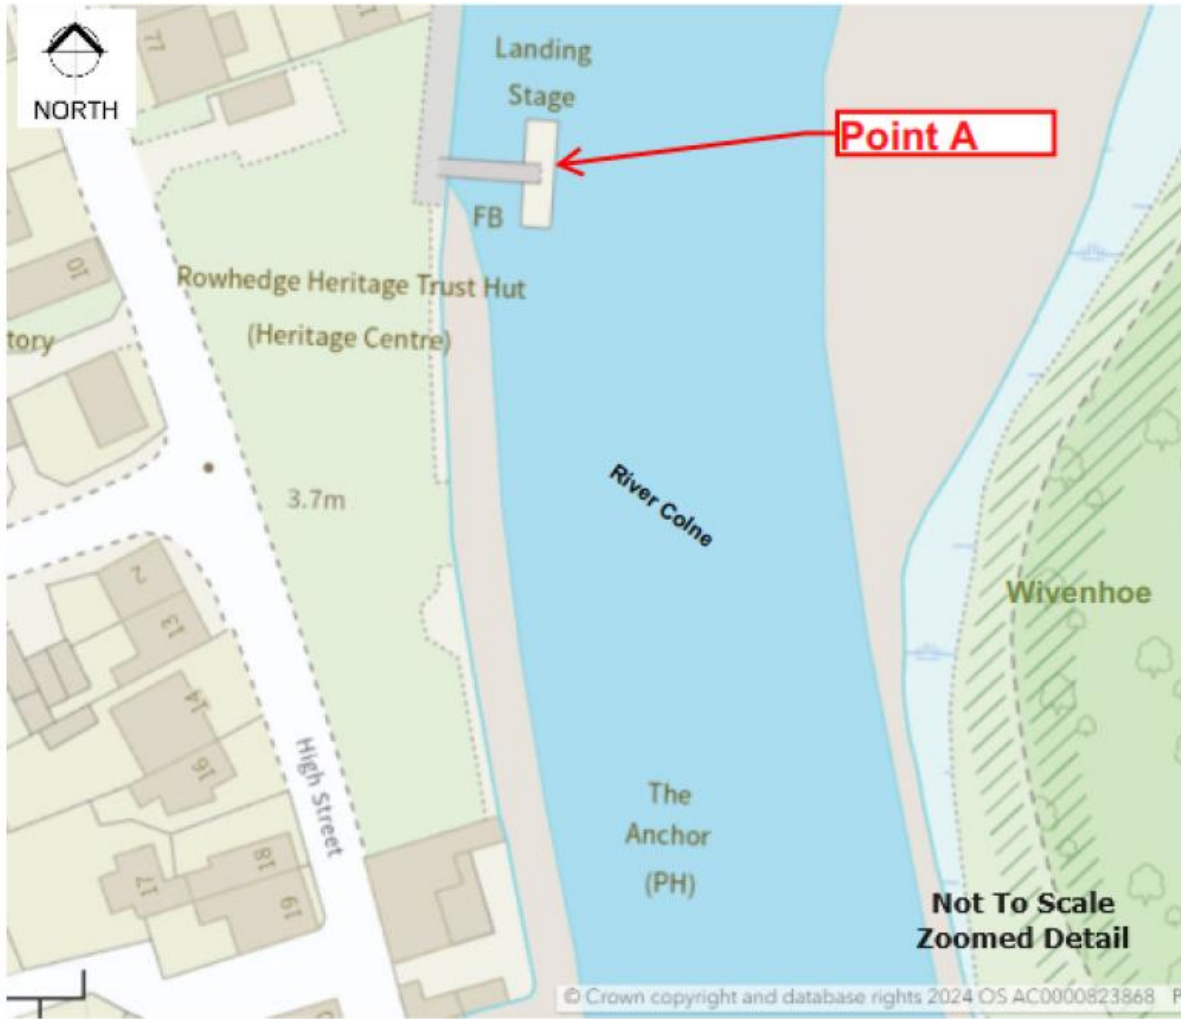 NORTH
77
Landing
Stage
Point A
FB
10
Rowhedge Heritage Trust Hut
(Heritage Centre)
tory
3.7m
River Colne
2
13
Wivenhoe
14
16
High Street
The
Anchor
(PH)
18
17
19
Not To Scale
Zoomed Detail
© Crown copyright and database rights 2024 OS AC0000823868 P